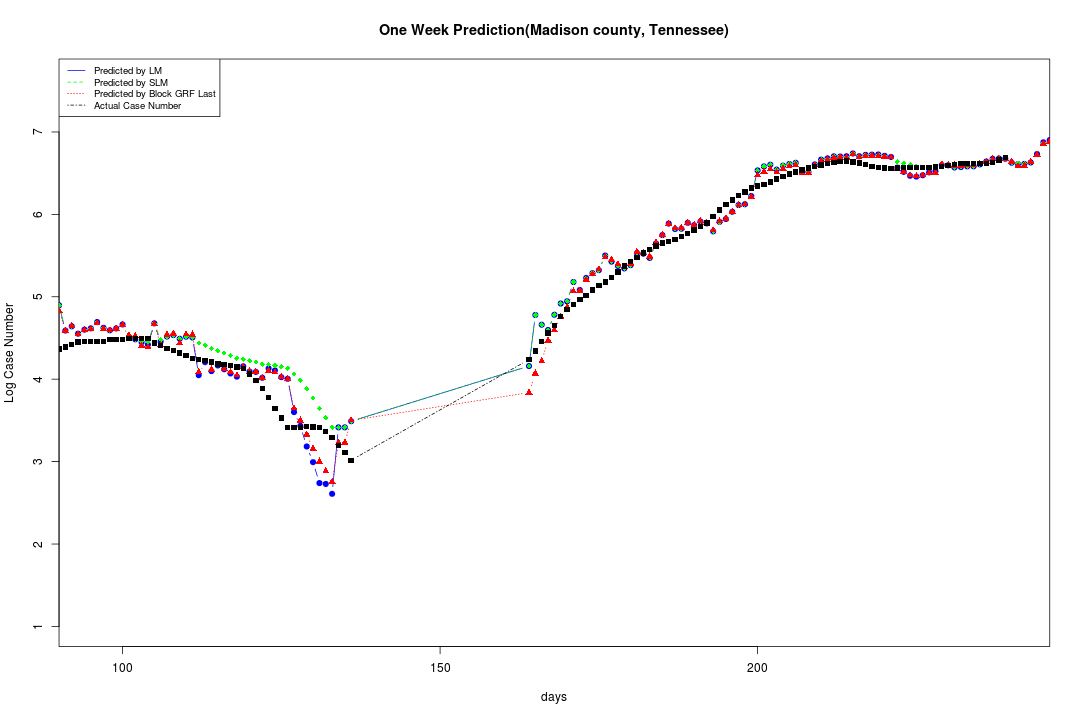 One Week Prediction(Madison county, Tennessee)
Predicted by LM
Predicted by SLM
Predicted by Block GRF Last
Actual Case Number
7
6
5
4
3
2
1
Log Case Number
100 150 200
days